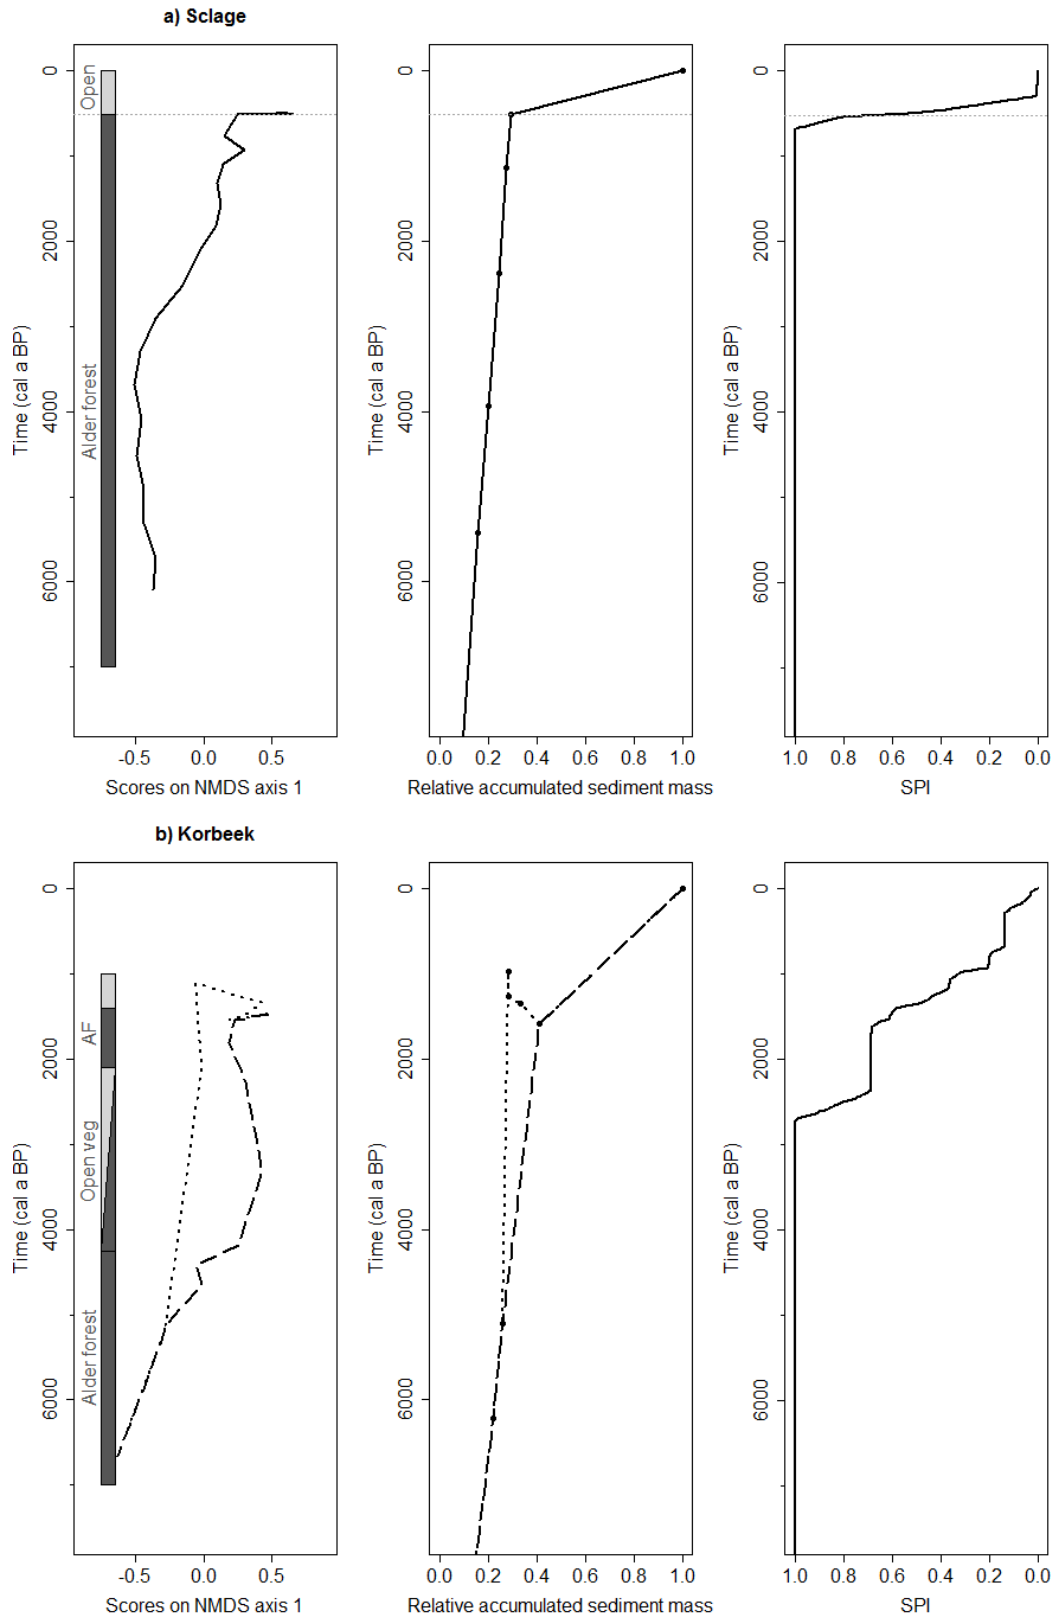 a) Sclage
0
2000
4000
6000
Time (cal a BP)
Open
Alder forest
-0.5 0.0 0.5
Scores on NMDS axis 1
0
2000
4000
6000
Time (cal a BP)
0.0 0.2 0.4 0.6 0.8 1.0
Relative accumulated sediment mass
0
2000
4000
6000
Time (cal a BP)
1.0 0.8 0.6 0.4 0.2 0.0
SPI
b) Korbeek
0
2000
4000
6000
Time (cal a BP)
AF
Open veg
Alder forest
-0.5 0.0 0.5
Scores on NMDS axis 1
0
2000
4000
6000
Time (cal a BP)
0.0 0.2 0.4 0.6 0.8 1.0
Relative accumulated sediment mass
0
2000
4000
6000
Time (cal a BP)
1.0 0.8 0.6 0.4 0.2 0.0
SPI